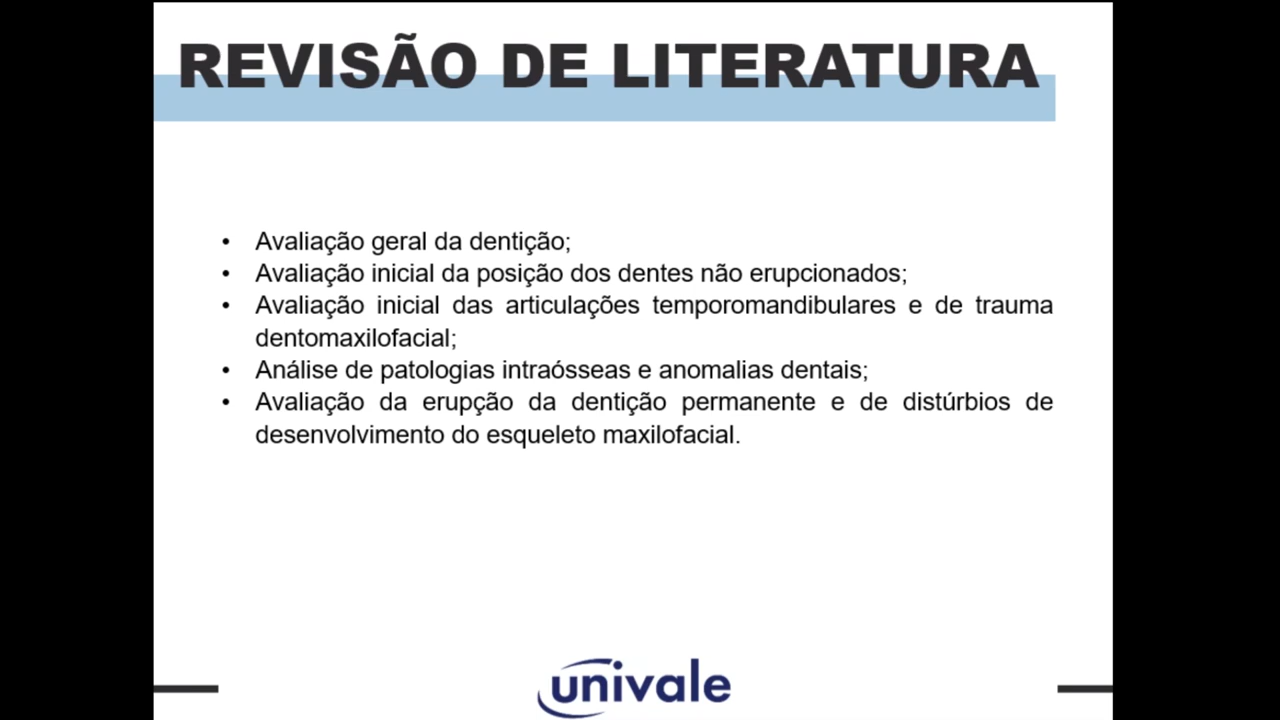 REVISÃO DE LITERATURA
• Avaliação geral da dentição;
• Avaliação inicial da posição dos dentes não erupcionados;
• Avaliação inicial das articulações temporomandibulares e de trauma
dentomaxilofacial;
• Análise de patologias intraósseas e anomalias dentais;
• Avaliação da erupção da dentição permanente e de distúrbios de
desenvolvimento do esqueleto maxilofacial.
univale